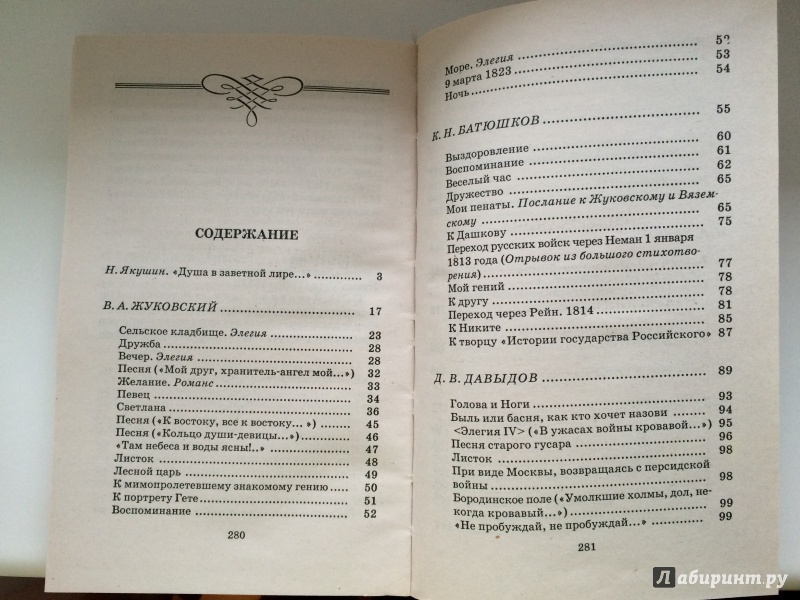 СОДЕРЖАНИЕ
Н. Якушин. «Душа в заветной лире...» ............ 3
В. А. ЖУКОВСКИЙ ............ 17
Сельское кладбище. Элегия ............ 23
Дружба ............ 28
Вечер. Элегия ............ 28
Песня («Мой друг, хранитель-ангел мой...») 32
Желание. Романс ............ 33
Певец ............ 34
Светлана ............ 36
Песня («К востоку, все к востоку... ») ............ 45
Песня («Кольцо души-девицы...») ............ 46
«Там небеса и воды ясны!..» ............ 47
Листок ............ 48
Лесной царь ............ 49
К мимопролетевшему знакомому гению ............ 50
К портрету Гете ............ 51
Воспоминание ............ 52
280
Море. Элегия ............ 52
9 марта 1823 ............ 53
Ночь ............ 54
К. Н. БАТЮШКОВ ............ 55
Выздоровление ............ 60
Воспоминание ............ 61
Веселый час ............ 62
Дружество ............ 65
Мои пенаты. Послание к Жуковскому и Вязем-
скому ............ 65
К Дашкову ............ 75
Переход русских войск через Неман 1 января
1813 года (Отрывок из большого стихотво-
рения) ............ 77
Мой гений ............ 78
К другу ............ 78
Переход через Рейн. 1814 ............ 81
К Никите ............ 85
К творцу «Истории государства Российского» 87
Д. В. ДАВЫДОВ ............ 89
Голова и Ноги ............ 93
Быль или басня, как кто хочет назови ............ 94
<Элегия IV> («В ужасах войны кровавой...») 95
Песня старого гусара ............ 96
Листок ............ 98
При виде Москвы, возвращаясь с персидской
войны ............ 98
Бородинское поле («Умолкшие холмы, дол, не-
когда кровавый...») ............ 99
«Не пробуждай, не пробуждай...» ............ 99
281
Лабиринт.ру